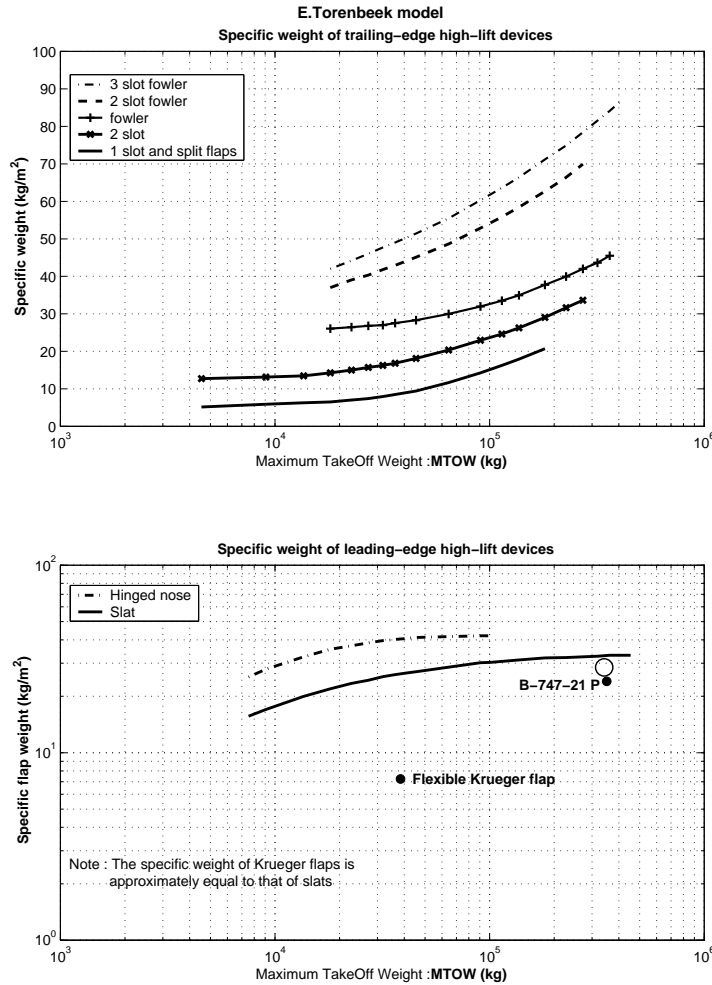 E.Torenbeek model
Specific weight of trailing−edge high−lift devices
100
90
80
70
60
50
40
30
20
10
0
Specific weight (kg/m²)
3 slot fowler
2 slot fowler
fowler
2 slot
1 slot and split flaps
10³
10⁴
10⁵
10⁶
Maximum TakeOff Weight :MTOW (kg)
Specific weight of leading−edge high−lift devices
10²
10¹
10⁰
Specific flap weight (kg/m²)
Hinged nose
Slat
B−747−21 P
Flexible Krueger flap
Note : The specific weight of Krueger flaps is
approximately equal to that of slats
10³
10⁴
10⁵
10⁶
Maximum TakeOff Weight :MTOW (kg)